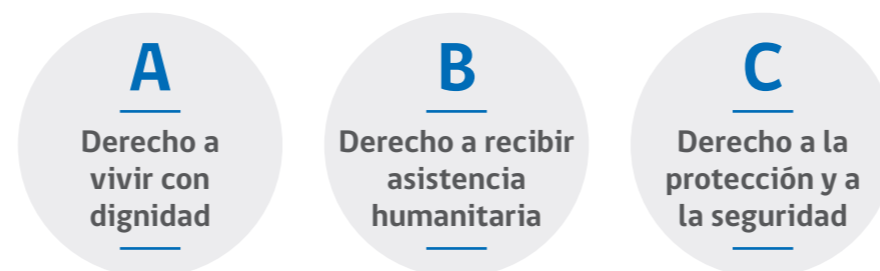 A
Derecho a
vivir con
dignidad
B
Derecho a recibir
asistencia
humanitaria
C
Derecho a la
protección y a
la seguridad